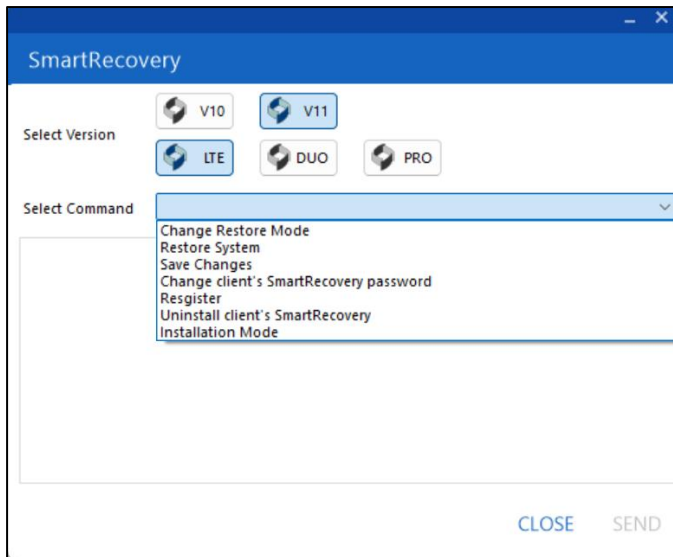 SmartRecovery
V10 V11
Select Version
LTE DUO PRO
Select Command
Change Restore Mode
Restore System
Save Changes
Change client's SmartRecovery password
Resgister
Uninstall client's SmartRecovery
Installation Mode
CLOSE SEND